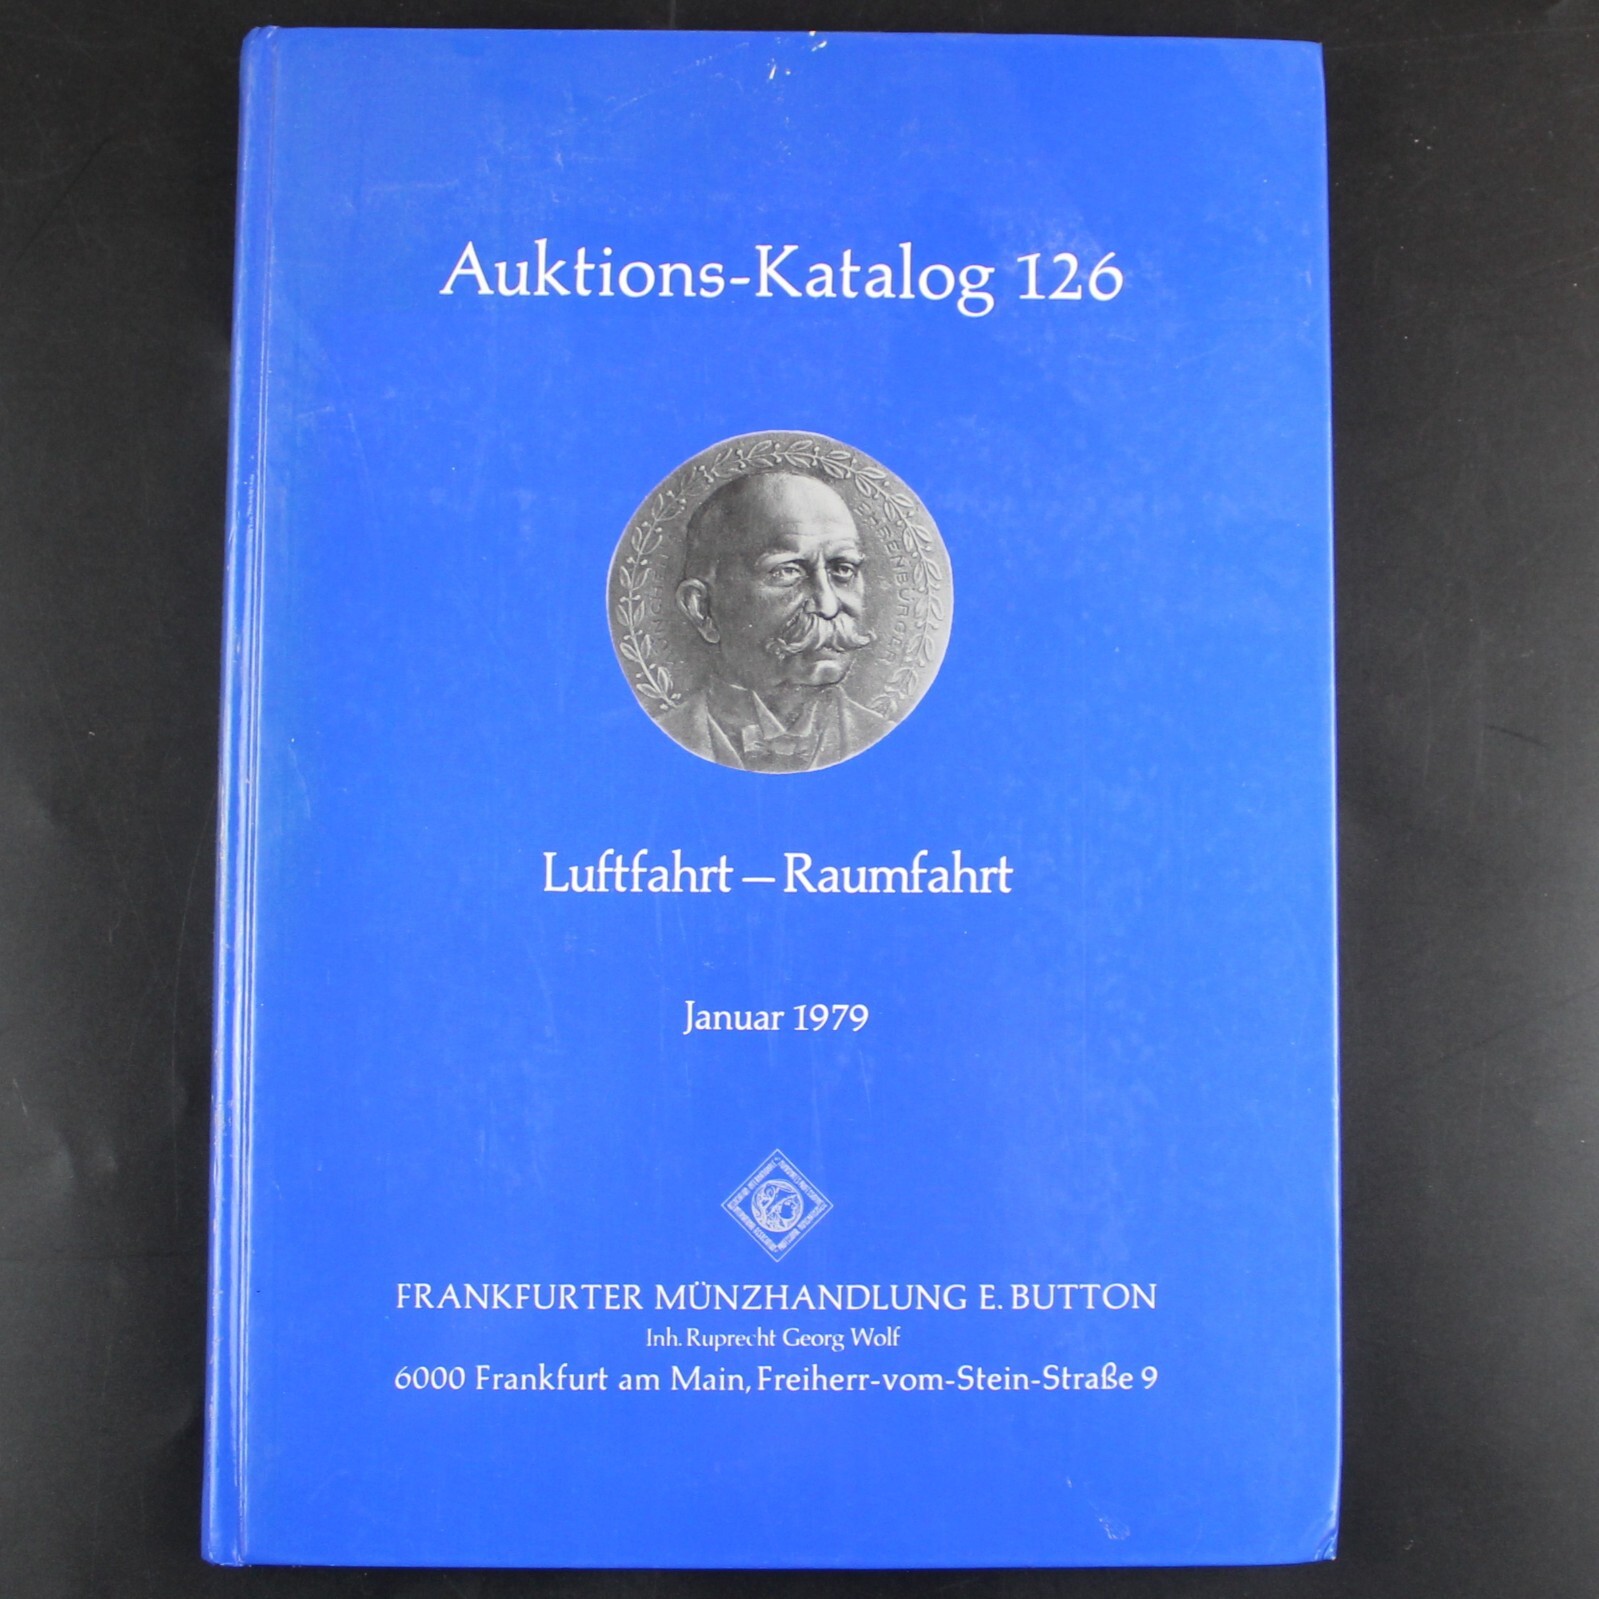 Auktions-Katalog 126
EHRENBÜRGER
Luftfahrt – Raumfahrt
Januar 1979
FRANKFURTER MÜNZHANDLUNG E. BUTTON
Inh. Ruprecht Georg Wolf
6000 Frankfurt am Main, Freiherr-vom-Stein-Straße 9